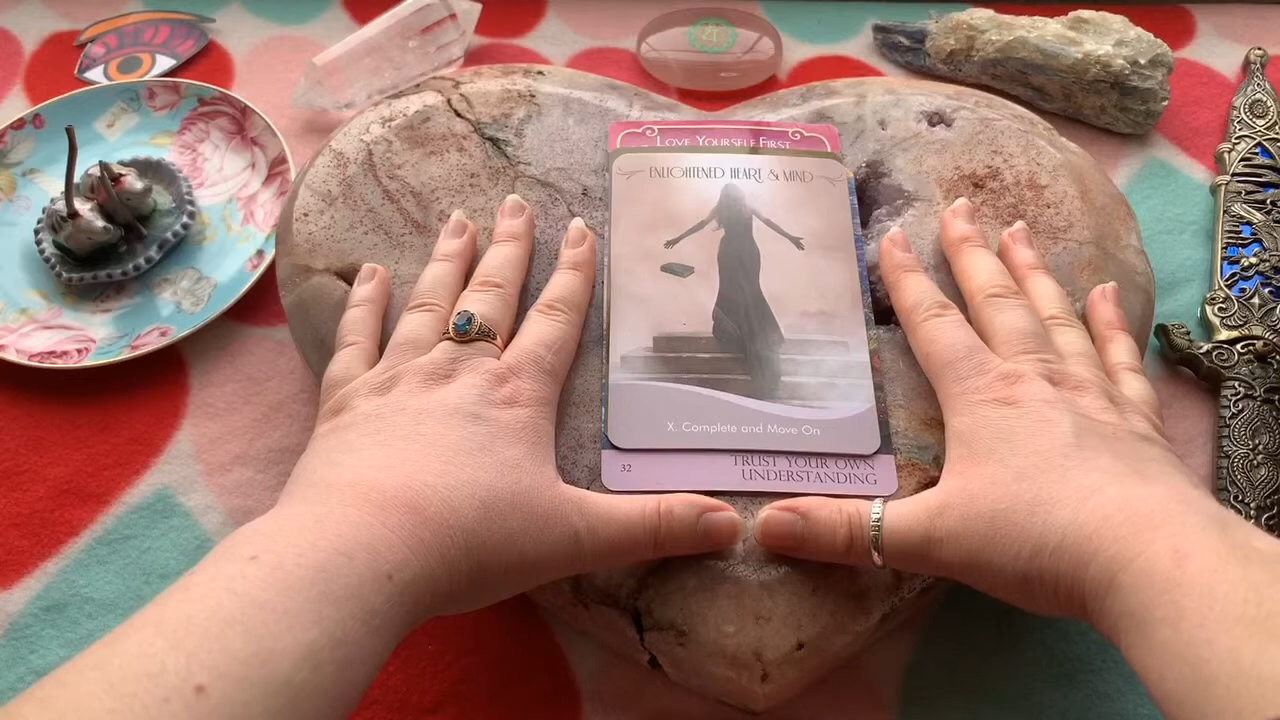 LOVE YOURSELF FIRST
ENLIGHTENED HEART & MIND
X. Complete and Move On
32
TRUST YOUR OWN
UNDERSTANDING